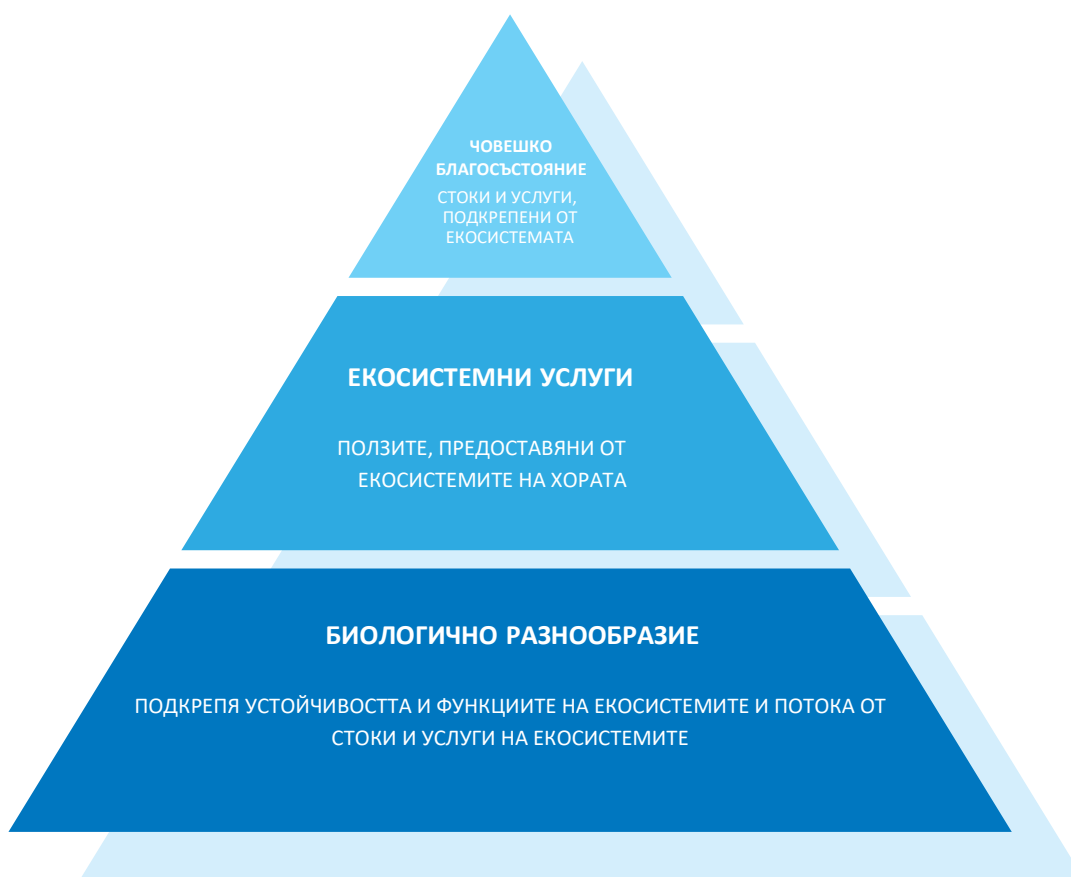 ЧОВЕШКО
БЛАГОСЪСТОЯНИЕ
СТОКИ И УСЛУГИ,
ПОДКРЕПЕНИ ОТ
ЕКОСИСТЕМАТА
ЕКОСИСТЕМНИ УСЛУГИ
ПОЛЗИТЕ, ПРЕДОСТАВЯНИ ОТ
ЕКОСИСТЕМИТЕ НА ХОРАТА
БИОЛОГИЧНО РАЗНООБРАЗИЕ
ПОДКРЕПЯ УСТОЙЧИВОСТТА И ФУНКЦИИТЕ НА ЕКОСИСТЕМИТЕ И ПОТОКА ОТ
СТОКИ И УСЛУГИ НА ЕКОСИСТЕМИТЕ